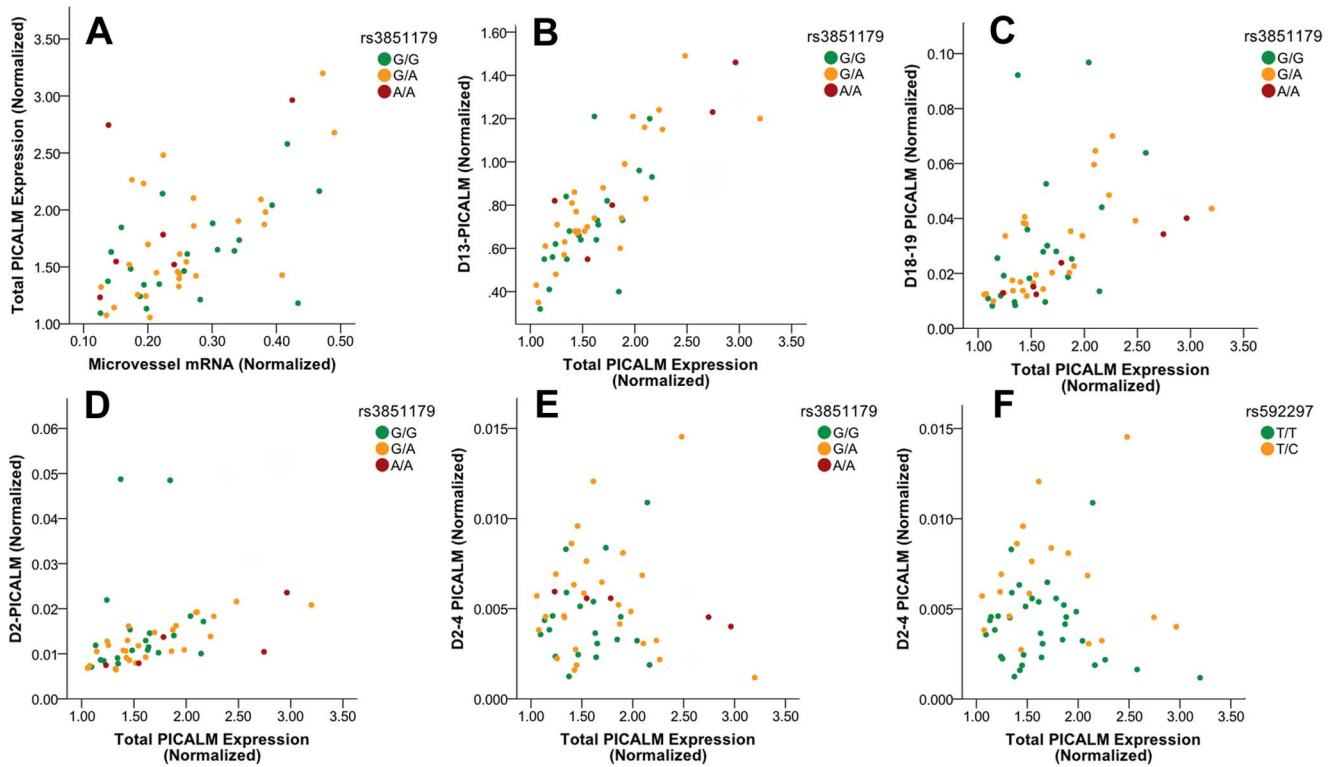 A
Total PICALM Expression (Normalized)
3.50
3.00
2.50
2.00
1.50
1.00
0.10 0.20 0.30 0.40 0.50
Microvessel mRNA (Normalized)
rs3851179
G/G
G/A
A/A
B
D13-PICALM (Normalized)
1.60
1.40
1.20
1.00
.80
.60
.40
1.00 1.50 2.00 2.50 3.00 3.50
Total PICALM Expression
(Normalized)
rs3851179
G/G
G/A
A/A
C
D18-19 PICALM (Normalized)
0.10
0.08
0.06
0.04
0.02
0.00
1.00 1.50 2.00 2.50 3.00 3.50
Total PICALM Expression
(Normalized)
rs3851179
G/G
G/A
A/A
D
D2-PICALM (Normalized)
0.06
0.05
0.04
0.03
0.02
0.01
0.00
1.00 1.50 2.00 2.50 3.00 3.50
Total PICALM Expression
(Normalized)
rs3851179
G/G
G/A
A/A
E
D2-4 PICALM (Normalized)
0.015
0.010
0.005
0.000
1.00 1.50 2.00 2.50 3.00 3.50
Total PICALM Expression
(Normalized)
rs3851179
G/G
G/A
A/A
F
D2-4 PICALM (Normalized)
0.015
0.010
0.005
0.000
1.00 1.50 2.00 2.50 3.00 3.50
Total PICALM Expression
(Normalized)
rs592297
T/T
T/C